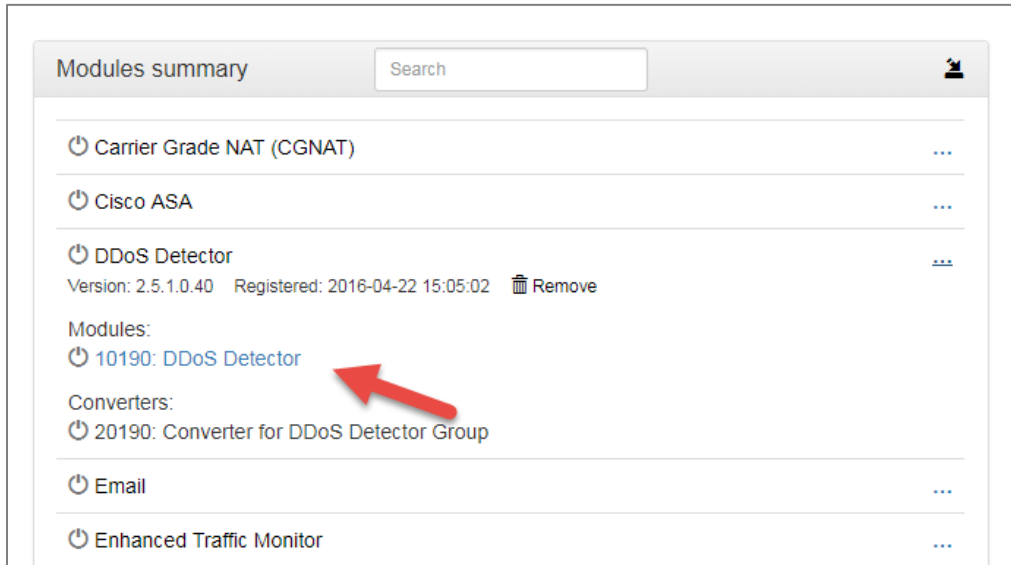 Modules summary
Search
Carrier Grade NAT (CGNAT)
...
Cisco ASA
...
DDoS Detector
...
Version: 2.5.1.0.40 Registered: 2016-04-22 15:05:02 Remove
Modules:
10190: DDoS Detector
Converters:
20190: Converter for DDoS Detector Group
Email
...
Enhanced Traffic Monitor
...